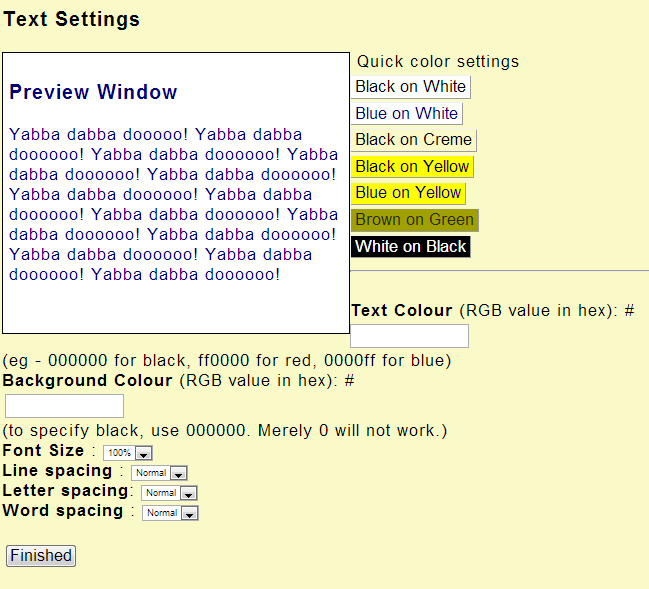 Text Settings
Preview Window
Yabba dabba dooooo! Yabba dabba
doooooo! Yabba dabba doooooo! Yabba
dabba doooooo! Yabba dabba doooooo!
Yabba dabba doooooo! Yabba dabba
doooooo! Yabba dabba doooooo! Yabba
dabba doooooo! Yabba dabba doooooo!
Yabba dabba doooooo! Yabba dabba
doooooo! Yabba dabba doooooo!
Quick color settings
Black on White
Blue on White
Black on Creme
Black on Yellow
Blue on Yellow
Brown on Green
White on Black
Text Colour (RGB value in hex): #
(eg - 000000 for black, ff0000 for red, 0000ff for blue)
Background Colour (RGB value in hex): #
(to specify black, use 000000. Merely 0 will not work.)
Font Size : 100%
Line spacing : Normal
Letter spacing: Normal
Word spacing : Normal
Finished